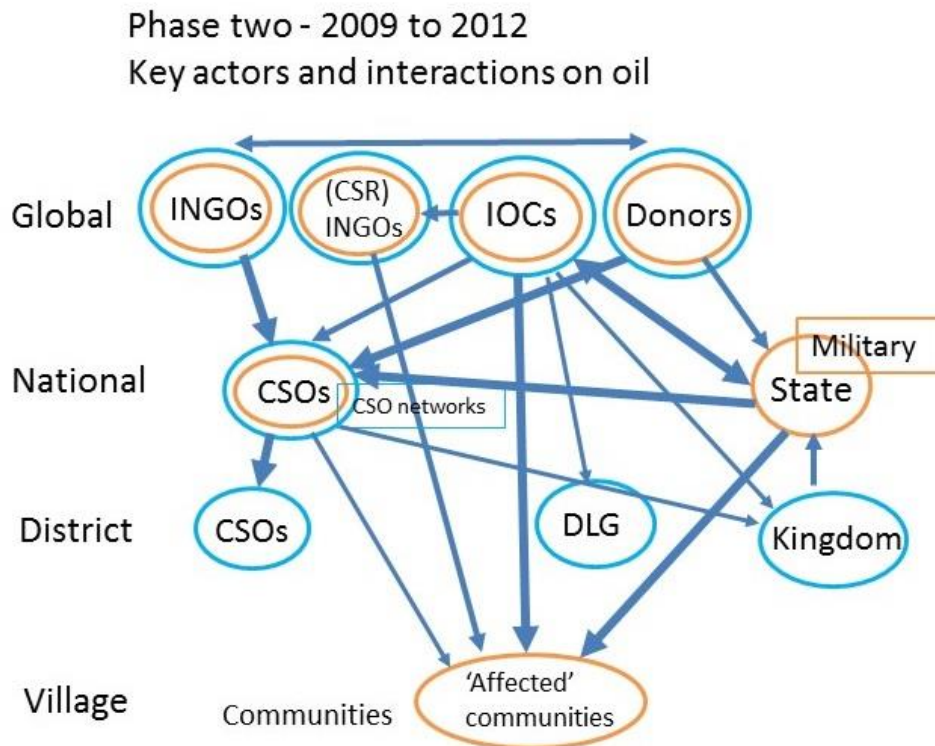 Phase two - 2009 to 2012
Key actors and interactions on oil
Global
INGOs
(CSR)
INGOs
IOCs
Donors
National
CSOs
CSO networks
Military
State
District
CSOs
DLG
Kingdom
Village
Communities
‘Affected’
communities